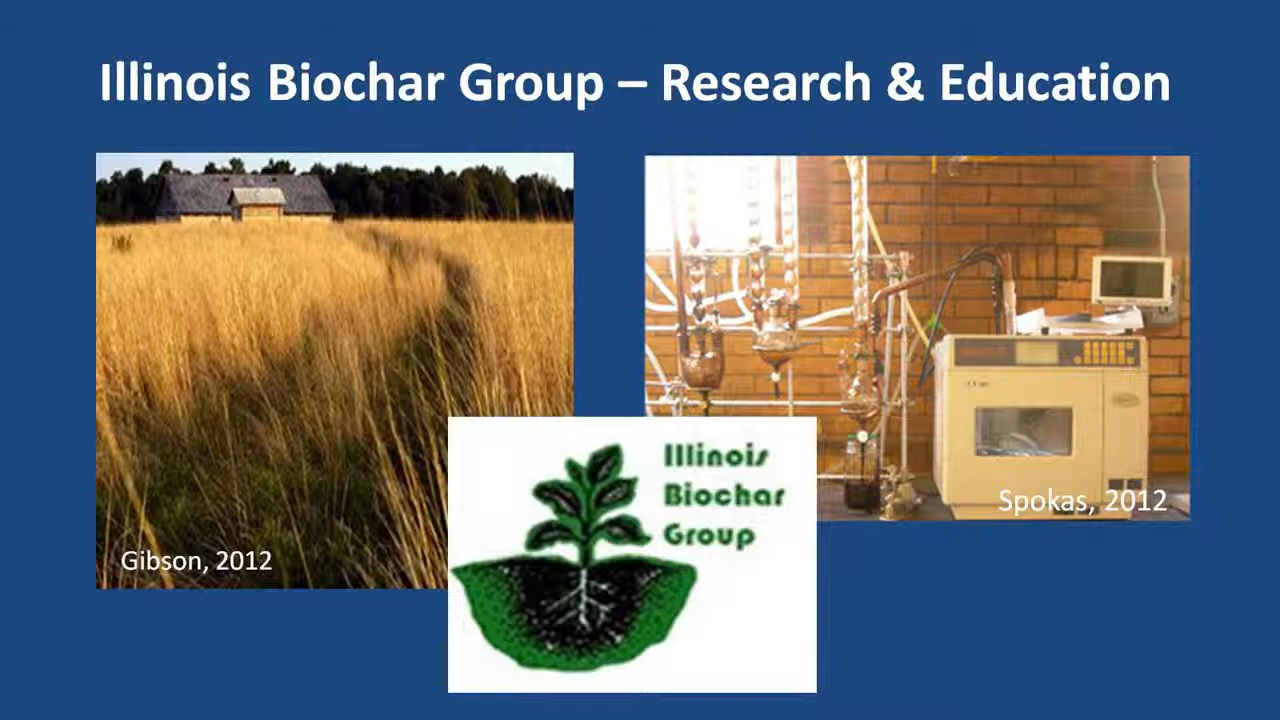 Illinois Biochar Group – Research & Education
Gibson, 2012
Spokas, 2012
Illinois
Biochar
Group